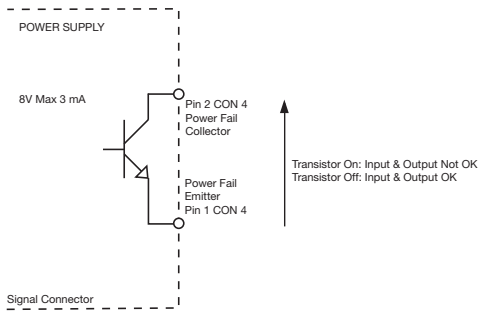 POWER SUPPLY
8V Max 3 mA
Pin 2 CON 4
Power Fail
Collector
Transistor On: Input & Output Not OK
Transistor Off: Input & Output OK
Power Fail
Emitter
Pin 1 CON 4
Signal Connector